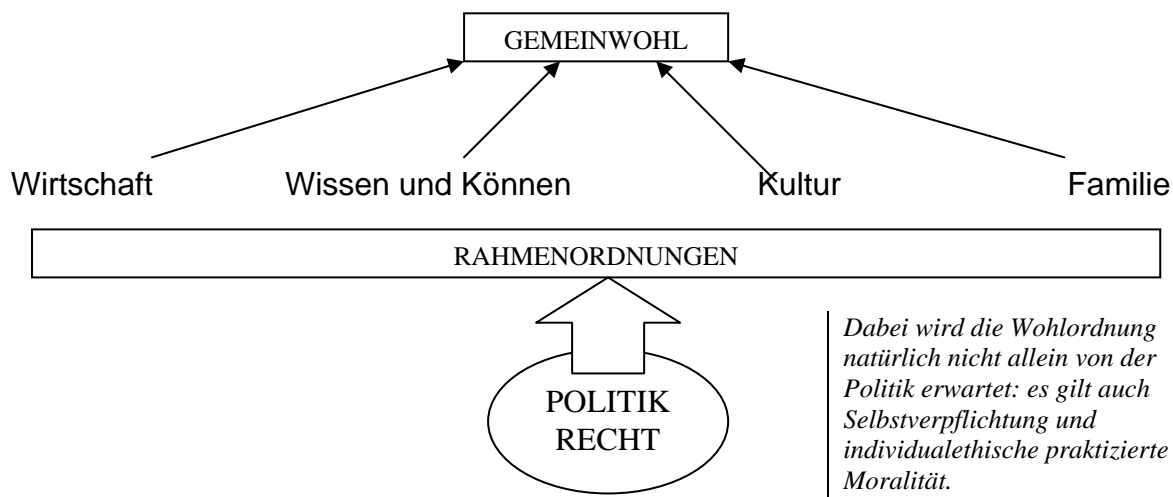 GEMEINWOHL
Wirtschaft Wissen und Können Kultur Familie
RAHMENORDNUNGEN
POLITIK
RECHT
Dabei wird die Wohlordnung
natürlich nicht allein von der
Politik erwartet: es gilt auch
Selbstverpflichtung und
individualethische praktizierte
Moralität.